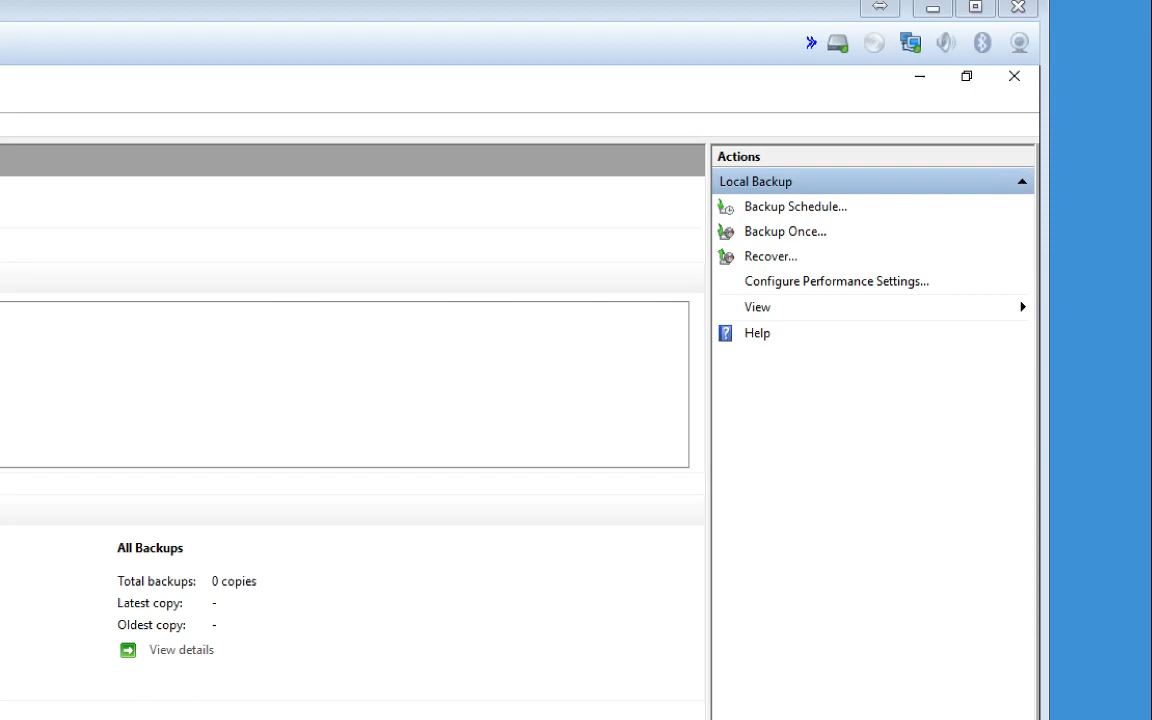 Actions
Local Backup
Backup Schedule...
Backup Once...
Recover...
Configure Performance Settings...
View
Help
All Backups
Total backups: 0 copies
Latest copy: -
Oldest copy: -
View details